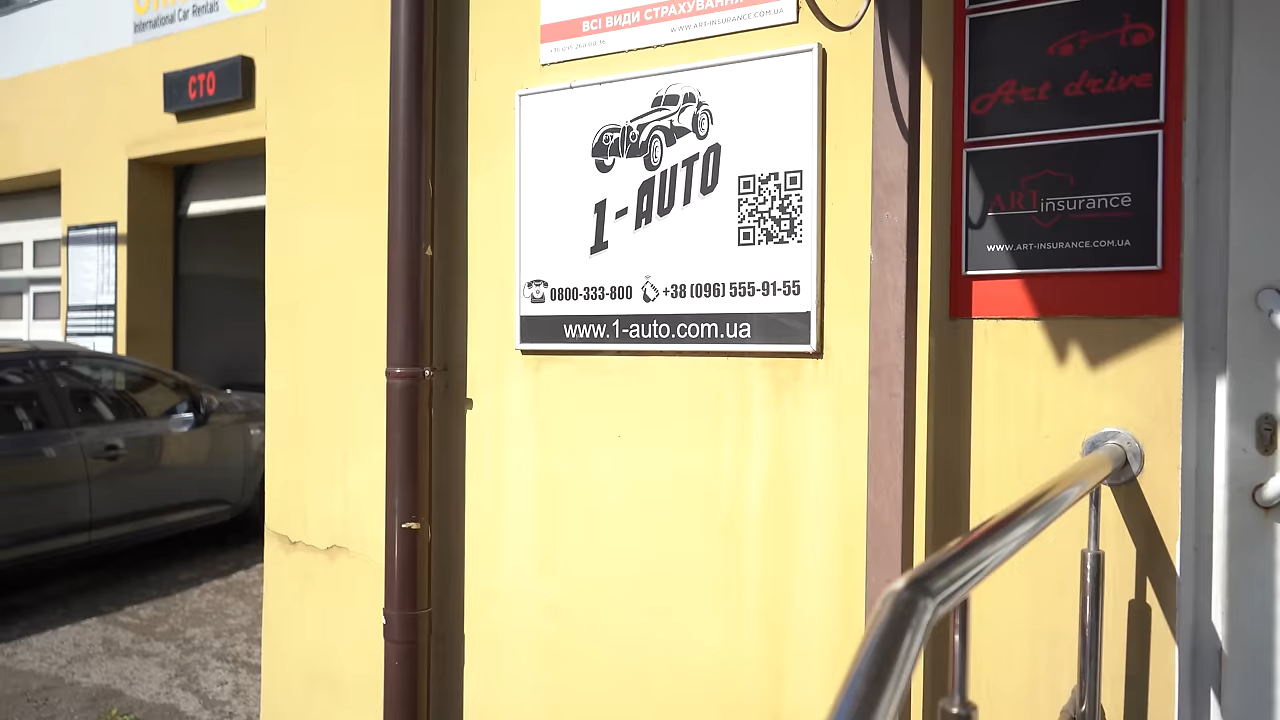 International Car Rentals
СТО
ВСІ ВИДИ СТРАХУВАННЯ
WWW.ART-INSURANCE.COM.UA
1-AUTO
0800-333-800
+38 (096) 555-91-55
www.1-auto.com.ua
Art drive
ART insurance
WWW.ART-INSURANCE.COM.UA